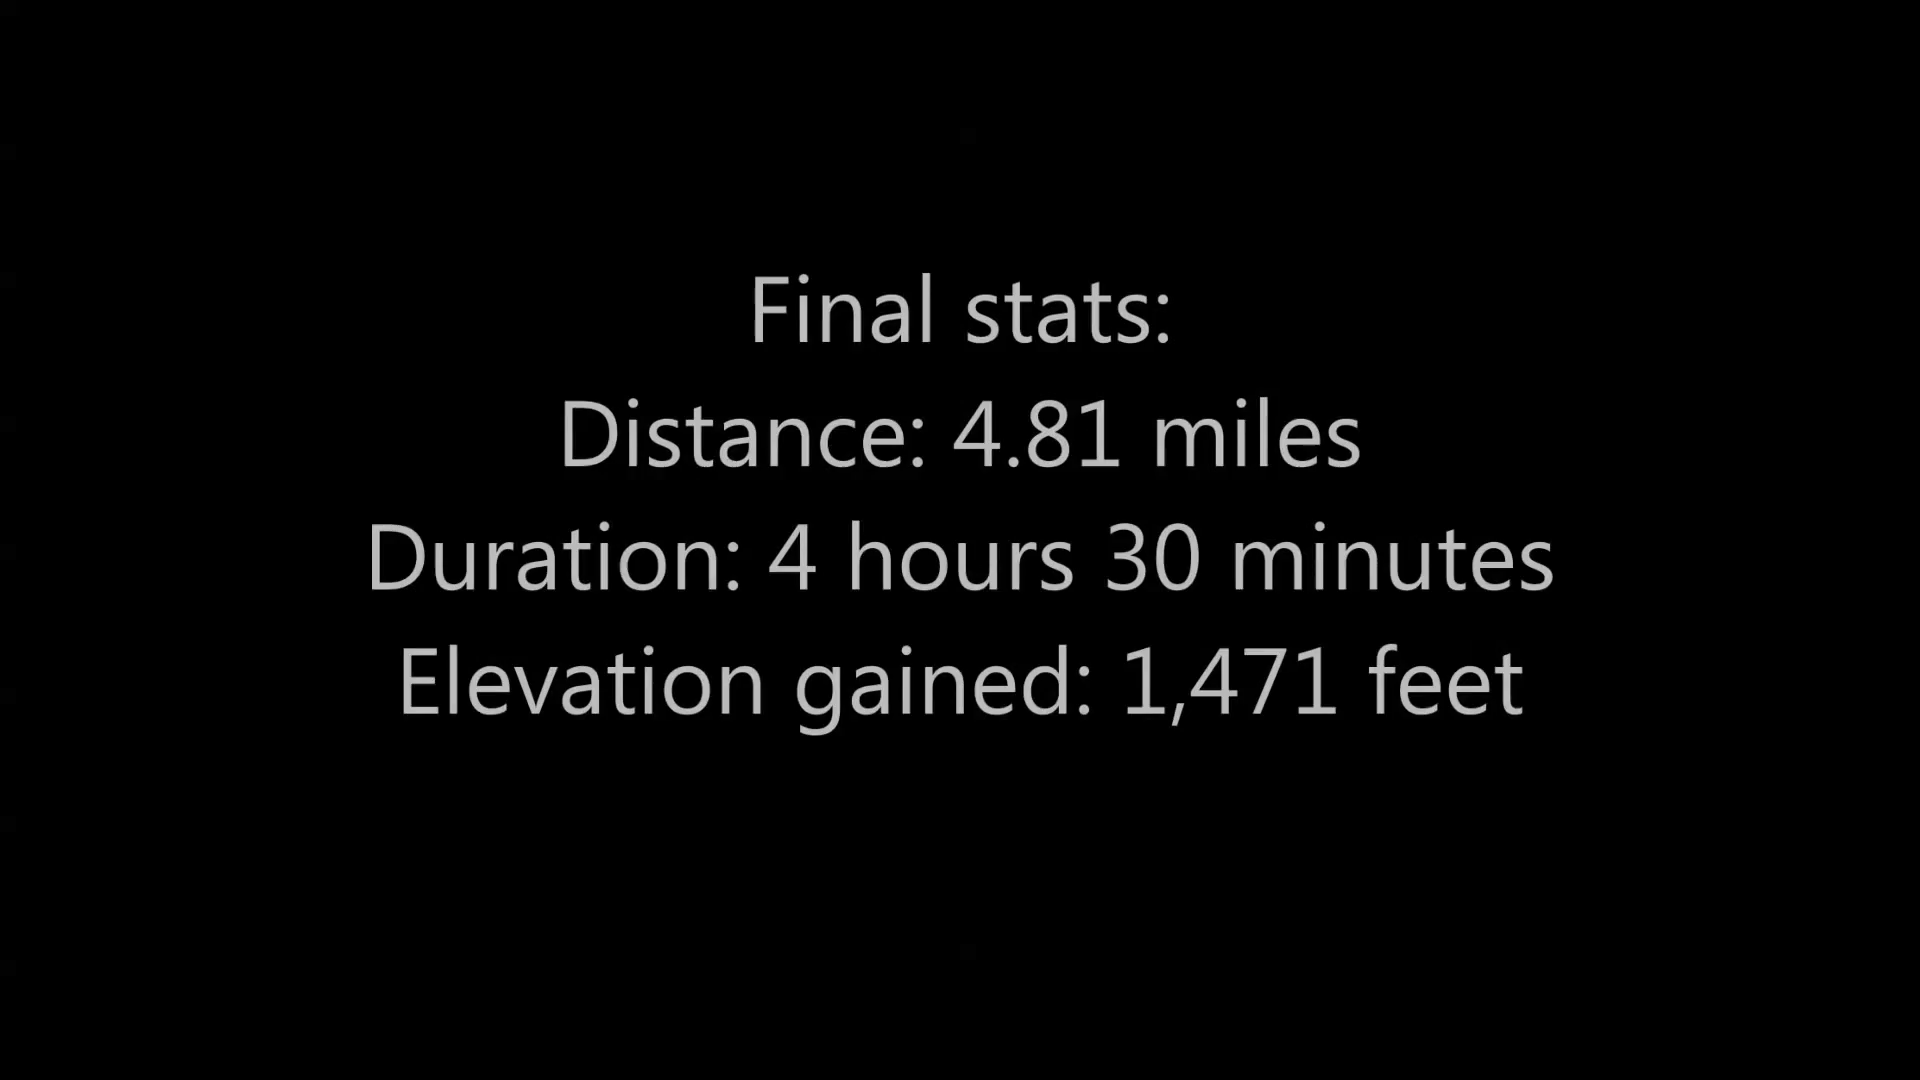 Final stats:
Distance: 4.81 miles
Duration: 4 hours 30 minutes
Elevation gained: 1,471 feet